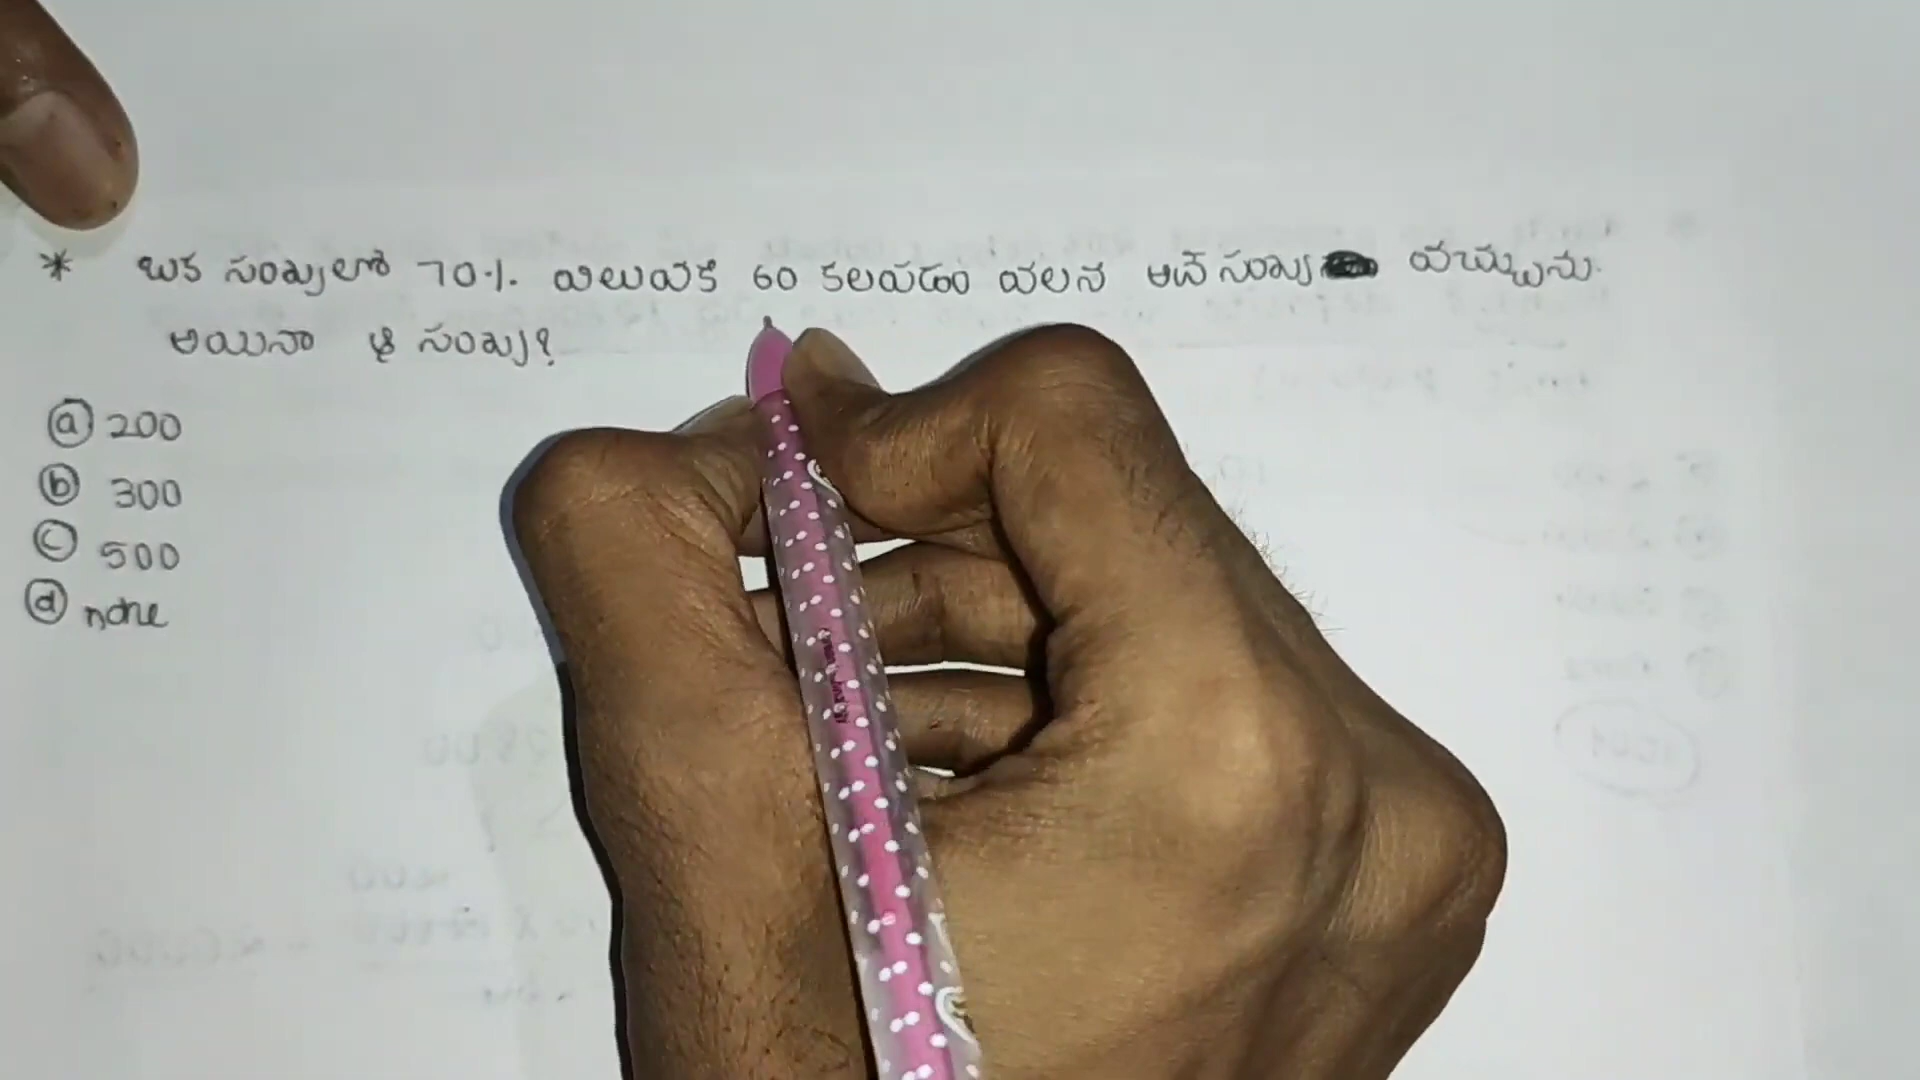 * ఒక సంఖ్యలో 70%. విలువకి 60 కలపడం వలన అదే సంఖ్య వచ్చును.
అయినా ఆ సంఖ్య?
ⓐ 200
ⓑ 300
ⓒ 500
ⓓ none